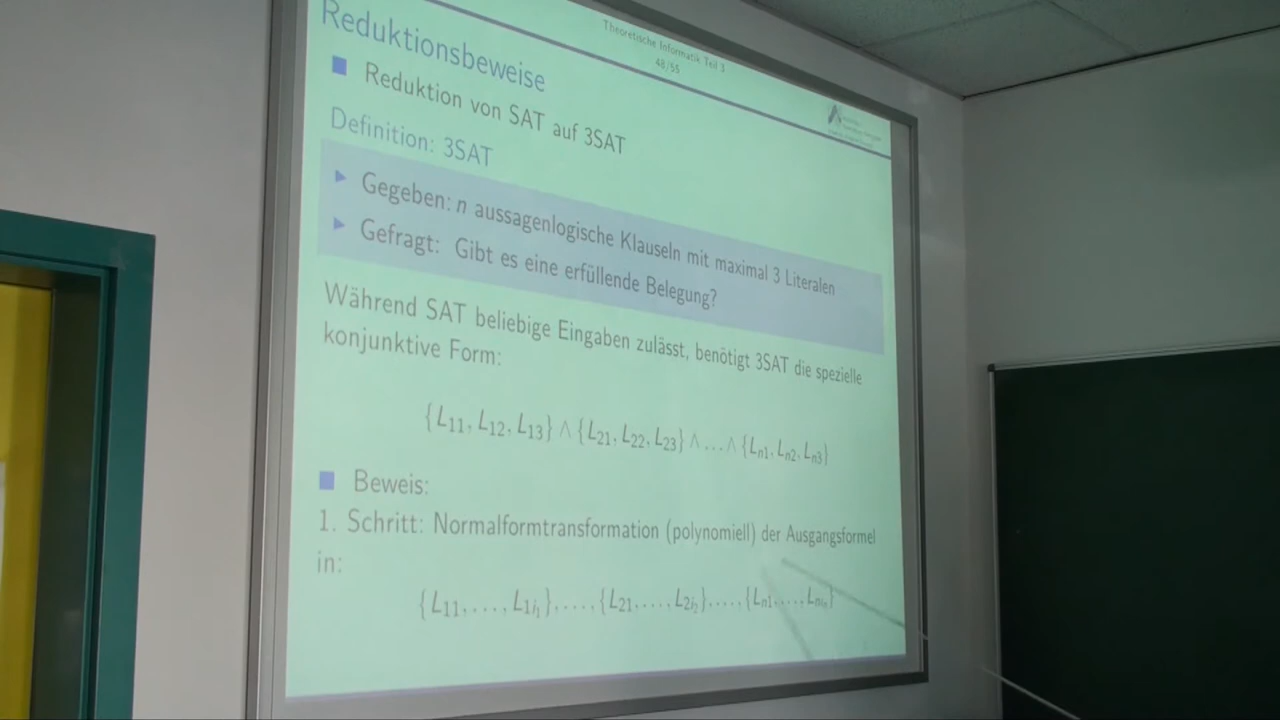 Theoretische Informatik Teil 3
48/55
Reduktionsbeweise
■ Reduktion von SAT auf 3SAT
Definition: 3SAT
▶ Gegeben: n aussagenlogische Klauseln mit maximal 3 Literalen
▶ Gefragt: Gibt es eine erfüllende Belegung?
Während SAT beliebige Eingaben zulässt, benötigt 3SAT die spezielle
konjunktive Form:
{L₁₁, L₁₂, L₁₃} ∧ {L₂₁, L₂₂, L₂₃} ∧ ... ∧ {Lₙ₁, Lₙ₂, Lₙ₃}
■ Beweis:
1. Schritt: Normalformtransformation (polynomiell) der Ausgangsformel
in:
{L₁₁, ..., L₁ᵢ₁}, ..., {L₂₁, ..., L₂ᵢ₂}, ..., {Lₙ₁, ..., Lₙᵢₙ}